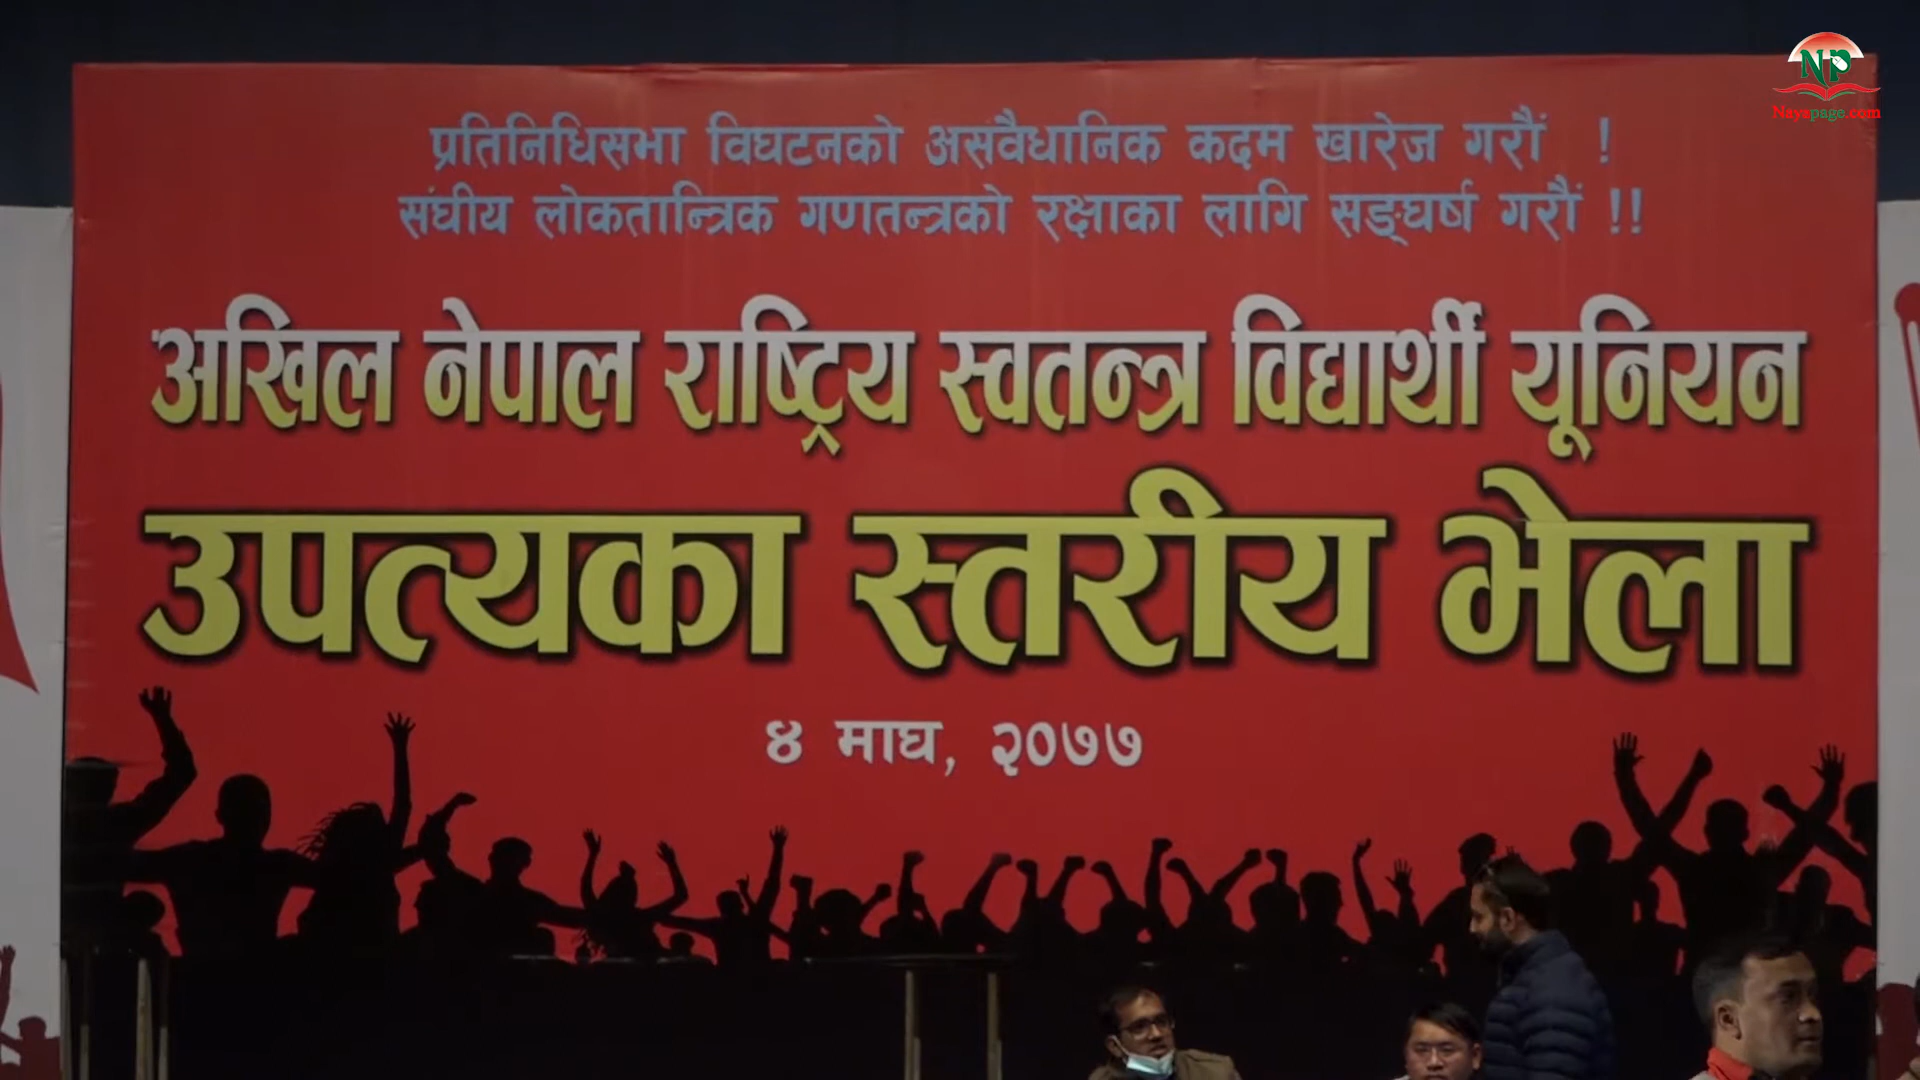 NP
Nayapage.com
प्रतिनिधिसभा विघटनको असंवैधानिक कदम खारेज गरौं !
संघीय लोकतान्त्रिक गणतन्त्रको रक्षाका लागि सङ्घर्ष गरौं !!
अखिल नेपाल राष्ट्रिय स्वतन्त्र विद्यार्थी यूनियन
उपत्यका स्तरीय भेला
४ माघ, २०७७